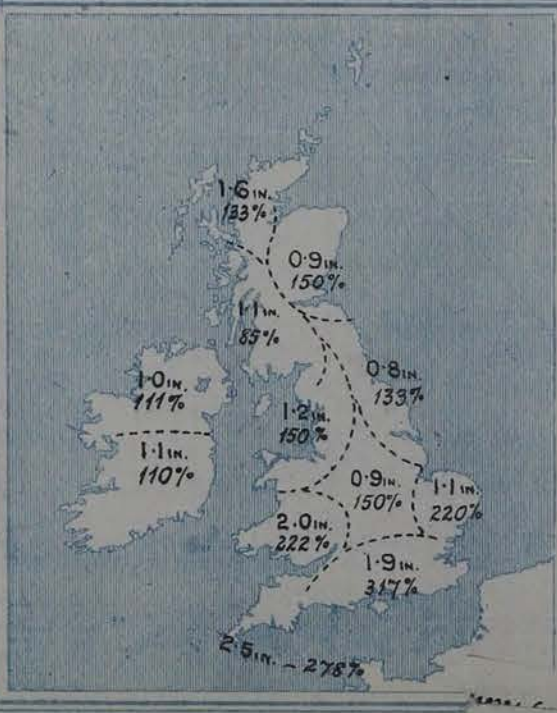 1·6 IN.
133%
0·9 IN.
150%
1·1 IN.
85%
0·8 IN.
133%
1·0 IN.
111%
1·2 IN.
150%
1·1 IN.
110%
0·9 IN.
150%
1·1 IN.
220%
2·0 IN.
222%
1·9 IN.
317%
2·5 IN. – 278%